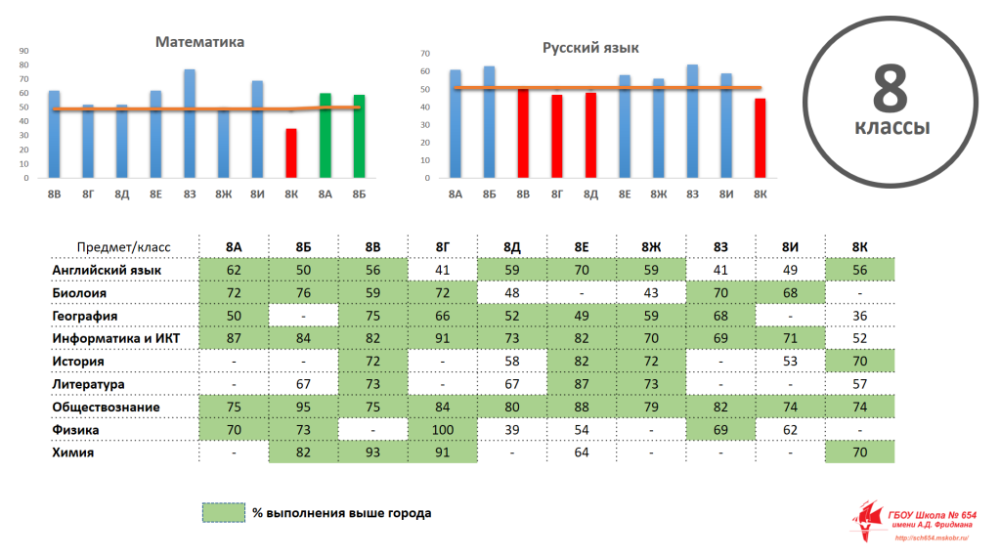 Математика
90
80
70
60
50
40
30
20
10
0
8В 8Г 8Д 8Е 8З 8Ж 8И 8К 8А 8Б
Русский язык
70
60
50
40
30
20
10
0
8А 8Б 8В 8Г 8Д 8Е 8Ж 8З 8И 8К
8
классы
Предмет/класс 8А 8Б 8В 8Г 8Д 8Е 8Ж 8З 8И 8К
Английский язык 62 50 56 41 59 70 59 41 49 56
Биолоия 72 76 59 72 48 - 43 70 68 -
География 50 - 75 66 52 49 59 68 - 36
Информатика и ИКТ 87 84 82 91 73 82 70 69 71 52
История - - 72 - 58 82 72 - 53 70
Литература - 67 73 - 67 87 73 - - 57
Обществознание 75 95 75 84 80 88 79 82 74 74
Физика 70 73 - 100 39 54 - 69 62 -
Химия - 82 93 91 - 64 - - - 70
% выполнения выше города
ГБОУ Школа № 654
имени А.Д. Фридмана
http://sch654.mskobr.ru/